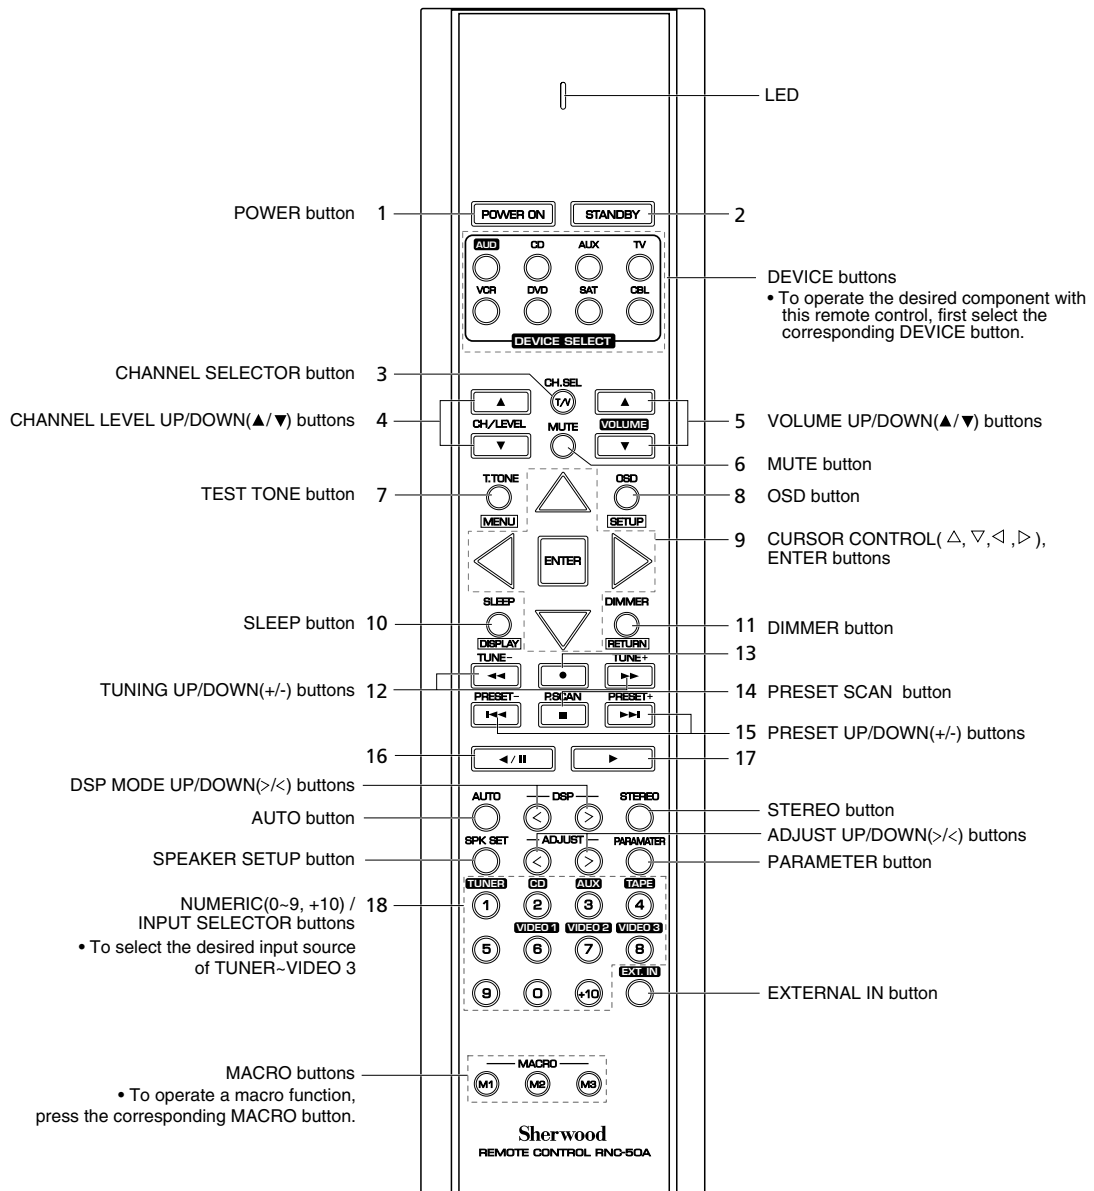 LED
POWER button 1
POWER ON
STANDBY
2
AUD CD AUX TV
VCR DVD SAT CBL
DEVICE SELECT
DEVICE buttons
• To operate the desired component with
this remote control, first select the
corresponding DEVICE button.
CHANNEL SELECTOR button 3
CH.SEL
T/V
CHANNEL LEVEL UP/DOWN(▲/▼) buttons 4
▲ ▲
CH/LEVEL MUTE VOLUME
▼ ▼
5 VOLUME UP/DOWN(▲/▼) buttons
6 MUTE button
TEST TONE button 7
T.TONE OSD
MENU SETUP
8 OSD button
ENTER
9 CURSOR CONTROL( △, ▽,◁ ,▷ ),
ENTER buttons
SLEEP button 10
SLEEP DIMMER
DISPLAY RETURN
11 DIMMER button
13
TUNE- TUNE+
◄◄ ● ►►
TUNING UP/DOWN(+/-) buttons 12
14 PRESET SCAN button
PRESET- P.SCAN PRESET+
I◄◄ ■ ►►I
15 PRESET UP/DOWN(+/-) buttons
16
◄ / II ►
17
DSP MODE UP/DOWN(>/<) buttons
AUTO DSP STEREO
< >
AUTO button
STEREO button
ADJUST UP/DOWN(>/<) buttons
SPK SET ADJUST PARAMATER
< >
SPEAKER SETUP button
PARAMETER button
TUNER CD AUX TAPE
1 2 3 4
NUMERIC(0~9, +10) / 18
INPUT SELECTOR buttons
• To select the desired input source
of TUNER~VIDEO 3
VIDEO 1 VIDEO 2 VIDEO 3
5 6 7 8
EXT. IN
9 0 +10
EXTERNAL IN button
MACRO buttons
• To operate a macro function,
press the corresponding MACRO button.
MACRO
M1 M2 M3
Sherwood
REMOTE CONTROL RNC-50A